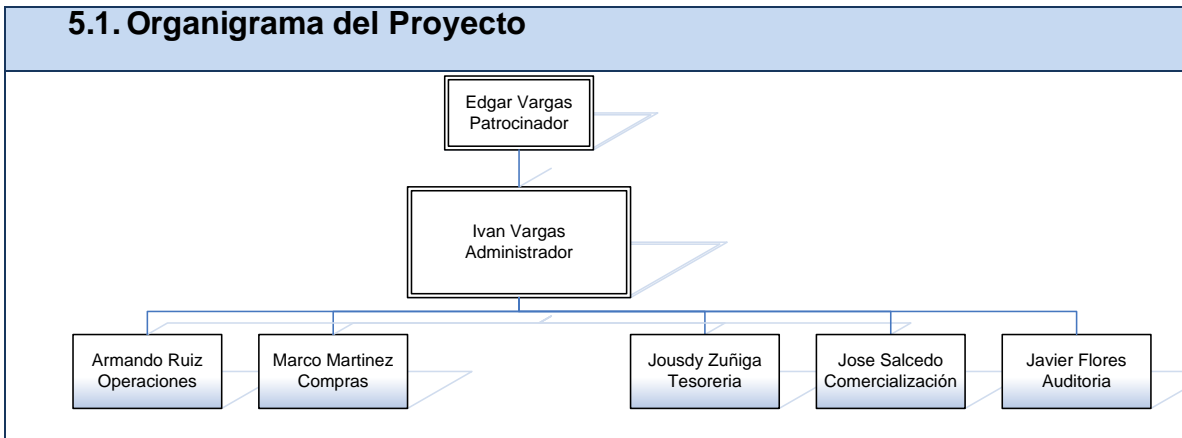 5.1. Organigrama del Proyecto
Edgar Vargas
Patrocinador
Ivan Vargas
Administrador
Armando Ruiz
Operaciones
Marco Martinez
Compras
Jousdy Zuñiga
Tesoreria
Jose Salcedo
Comercialización
Javier Flores
Auditoria